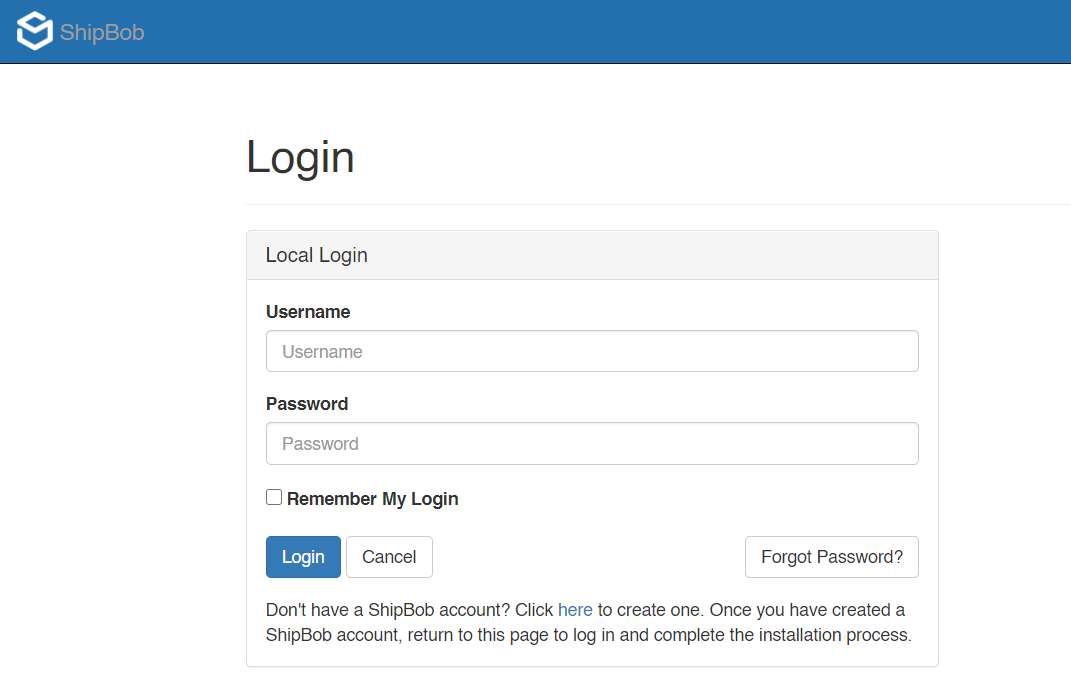 ShipBob
Login
Local Login
Username
Username
Password
Password
Remember My Login
Login Cancel Forgot Password?
Don't have a ShipBob account? Click here to create one. Once you have created a
ShipBob account, return to this page to log in and complete the installation process.